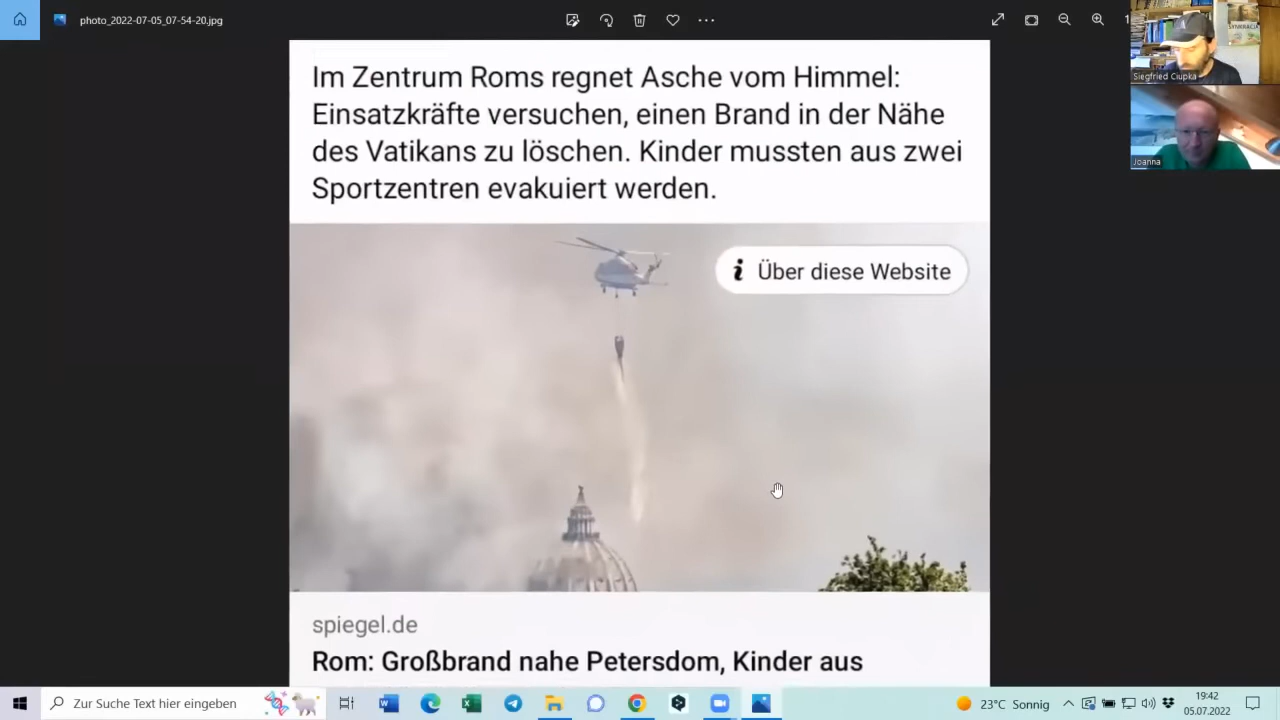 photo_2022-07-05_07-54-20.jpg
Siegfried Ciupka
Joanna
Im Zentrum Roms regnet Asche vom Himmel:
Einsatzkräfte versuchen, einen Brand in der Nähe
des Vatikans zu löschen. Kinder mussten aus zwei
Sportzentren evakuiert werden.
i Über diese Website
spiegel.de
Rom: Großbrand nahe Petersdom, Kinder aus
Zur Suche Text hier eingeben
23°C Sonnig
19:42
05.07.2022